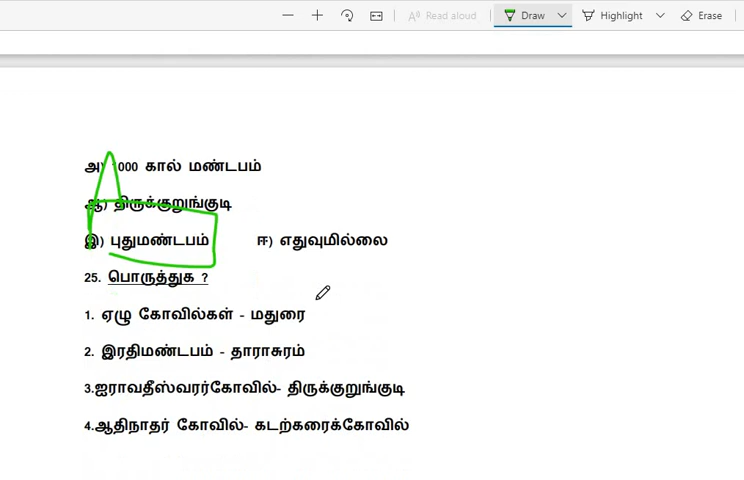 Read aloud Draw Highlight Erase
அ) 1000 கால் மண்டபம்
ஆ) திருக்குறுங்குடி
இ) புதுமண்டபம் ஈ) எதுவுமில்லை
25. பொருத்துக ?
1. ஏழு கோவில்கள் - மதுரை
2. இரதிமண்டபம் - தாராசுரம்
3.ஐராவதீஸ்வரர்கோவில்- திருக்குறுங்குடி
4.ஆதிநாதர் கோவில்- கடற்கரைக்கோவில்